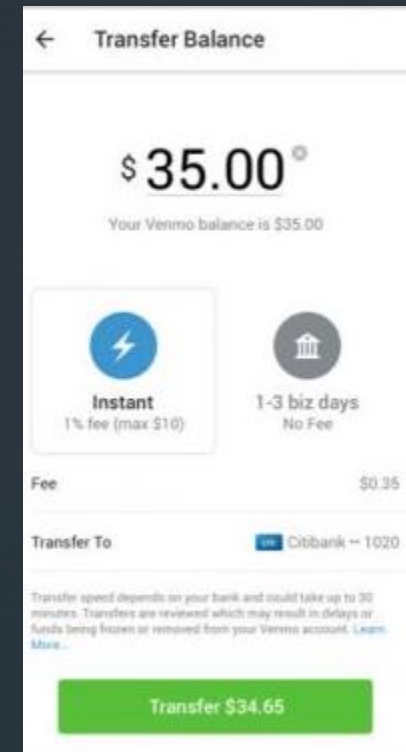 Transfer Balance
$ 35.00
Your Venmo balance is $35.00
Instant
1% fee (max $10)
1-3 biz days
No Fee
Fee
$0.35
Transfer To
Citibank •• 1020
Transfer speed depends on your bank and could take up to 30
minutes. Transfers are reviewed which may result in delays or
funds being frozen or removed from your Venmo account. Learn
More...
Transfer $34.65